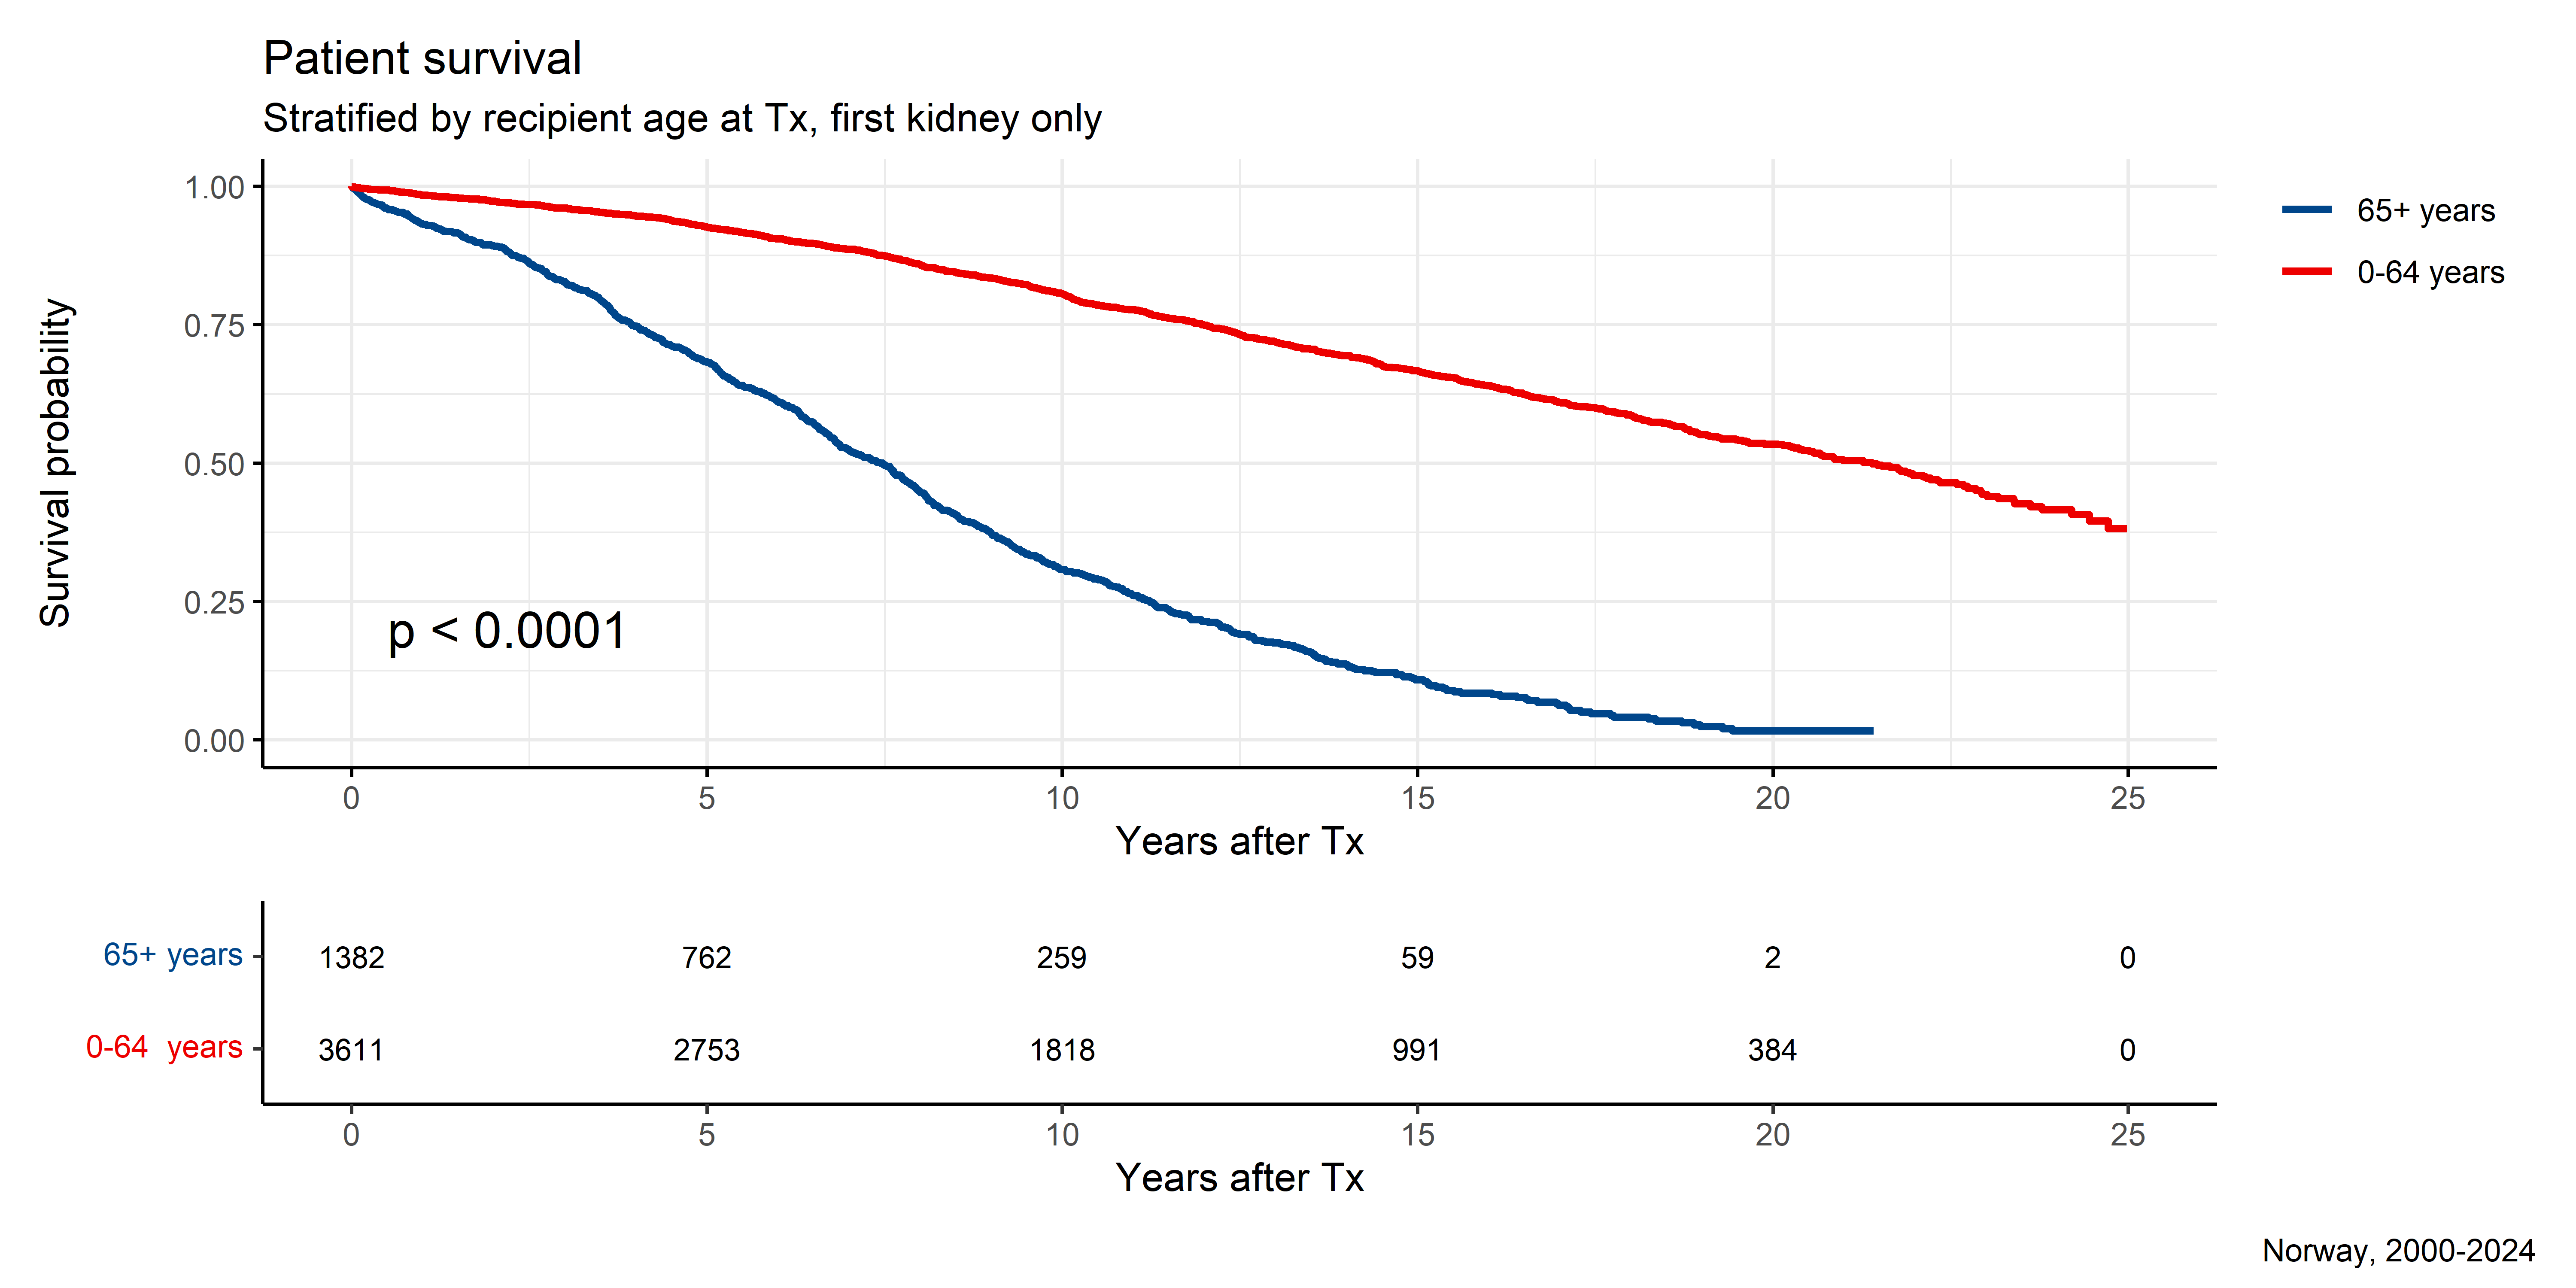 Patient survival
Stratified by recipient age at Tx, first kidney only
Survival probability
1.00
0.75
0.50
0.25
0.00
p < 0.0001
65+ years
0-64 years
0 5 10 15 20 25
Years after Tx
65+ years 1382 762 259 59 2 0
0-64  years 3611 2753 1818 991 384 0
0 5 10 15 20 25
Years after Tx
Norway, 2000-2024